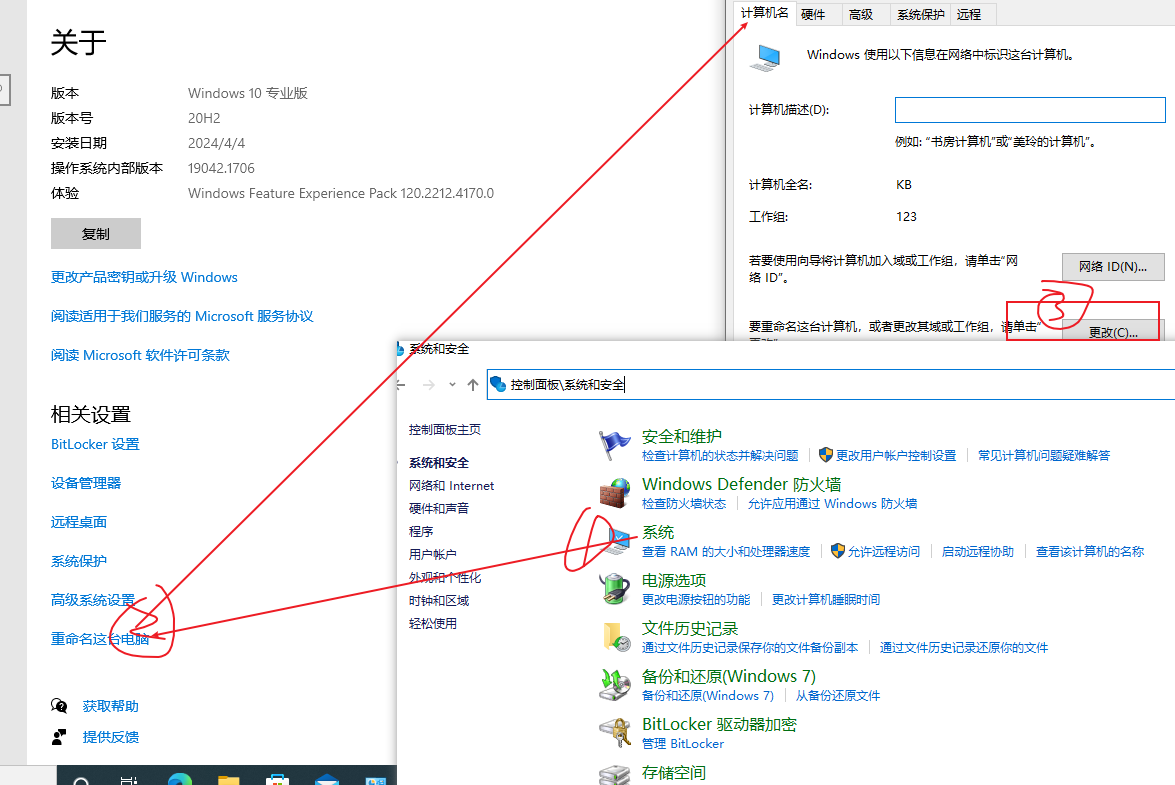 关于
版本 Windows 10 专业版
版本号 20H2
安装日期 2024/4/4
操作系统内部版本 19042.1706
体验 Windows Feature Experience Pack 120.2212.4170.0
复制
更改产品密钥或升级 Windows
阅读适用于我们服务的 Microsoft 服务协议
阅读 Microsoft 软件许可条款
相关设置
BitLocker 设置
设备管理器
远程桌面
系统保护
高级系统设置
重命名这台电脑
2
获取帮助
提供反馈
计算机名 硬件 高级 系统保护 远程
Windows 使用以下信息在网络中标识这台计算机。
计算机描述(D):
例如: “书房计算机”或“美玲的计算机”。
计算机全名: KB
工作组: 123
若要使用向导将计算机加入域或工作组，请单击“网
络 ID”。
网络 ID(N)...
要重命名这台计算机，或者更改其域或工作组，请单击“
更改(C)...
3
系统和安全
控制面板\系统和安全
控制面板主页
系统和安全
网络和 Internet
硬件和声音
程序
用户帐户
外观和个性化
时钟和区域
轻松使用
安全和维护
检查计算机的状态并解决问题 更改用户帐户控制设置 常见计算机问题疑难解答
Windows Defender 防火墙
检查防火墙状态 允许应用通过 Windows 防火墙
1
系统
查看 RAM 的大小和处理器速度 允许远程访问 启动远程协助 查看该计算机的名称
电源选项
更改电源按钮的功能 更改计算机睡眠时间
文件历史记录
通过文件历史记录保存你的文件备份副本 通过文件历史记录还原你的文件
备份和还原(Windows 7)
备份和还原(Windows 7) 从备份还原文件
BitLocker 驱动器加密
管理 BitLocker
存储空间